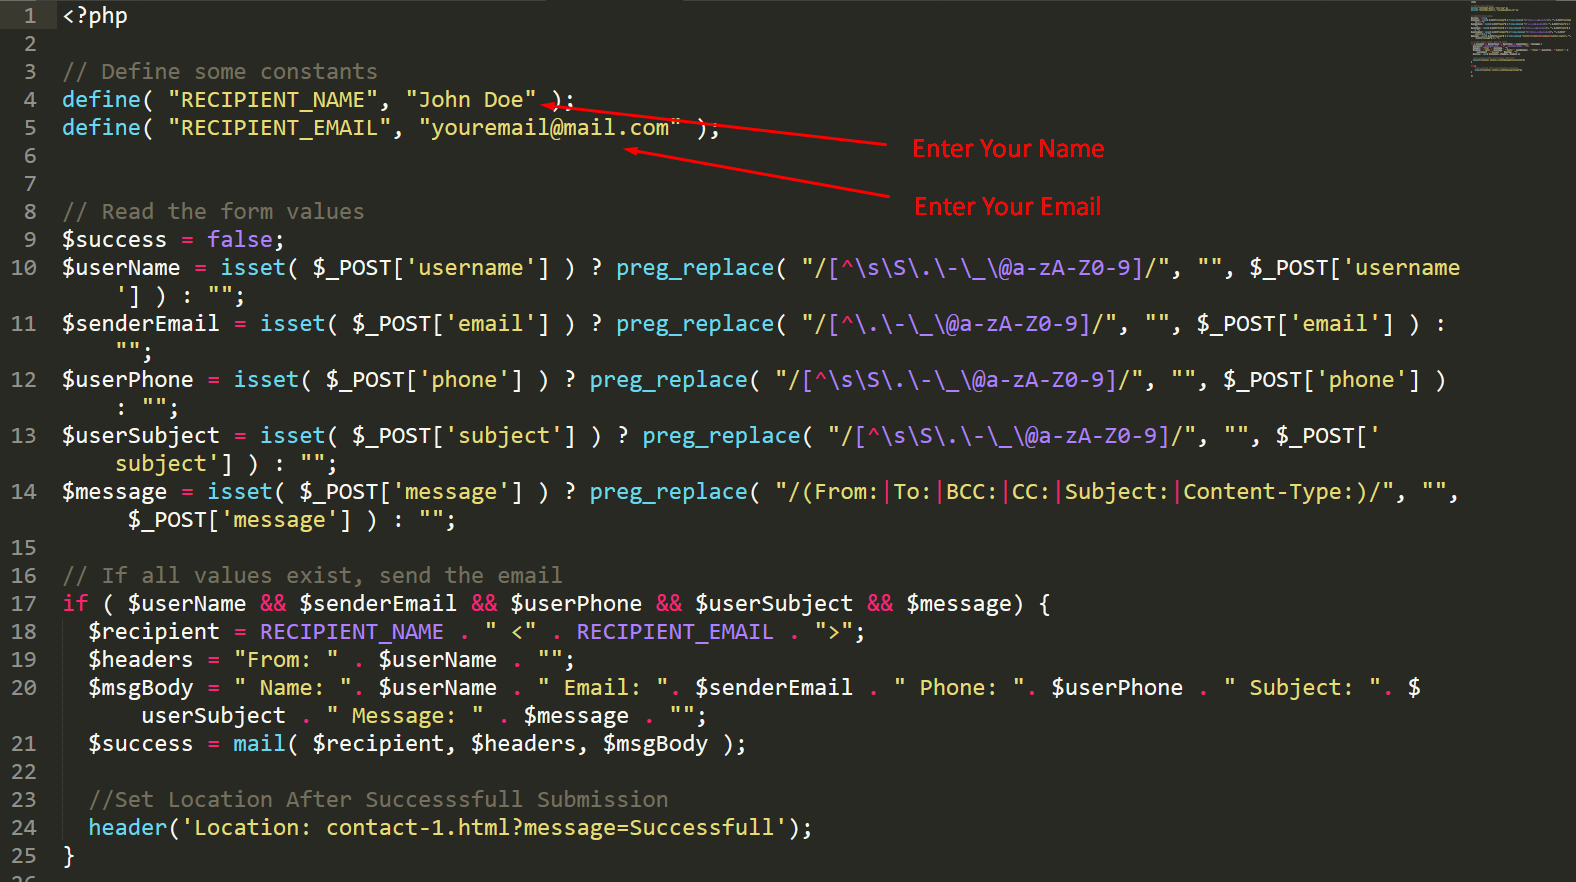 1 <?php
2
3 // Define some constants
4 define( "RECIPIENT_NAME", "John Doe" );
5 define( "RECIPIENT_EMAIL", "youremail@mail.com" );
Enter Your Name
6
7
Enter Your Email
8 // Read the form values
9 $success = false;
10 $userName = isset( $_POST['username'] ) ? preg_replace( "/[^\s\S\.\-\_\@a-zA-Z0-9]/", "", $_POST['username
'] ) : "";
11 $senderEmail = isset( $_POST['email'] ) ? preg_replace( "/[^\.\-\_\@a-zA-Z0-9]/", "", $_POST['email'] ) :
"";
12 $userPhone = isset( $_POST['phone'] ) ? preg_replace( "/[^\s\S\.\-\_\@a-zA-Z0-9]/", "", $_POST['phone'] )
: "";
13 $userSubject = isset( $_POST['subject'] ) ? preg_replace( "/[^\s\S\.\-\_\@a-zA-Z0-9]/", "", $_POST['
subject'] ) : "";
14 $message = isset( $_POST['message'] ) ? preg_replace( "/(From:|To:|BCC:|CC:|Subject:|Content-Type:)/", "",
$_POST['message'] ) : "";
15
16 // If all values exist, send the email
17 if ( $userName && $senderEmail && $userPhone && $userSubject && $message) {
18 $recipient = RECIPIENT_NAME . " <" . RECIPIENT_EMAIL . ">";
19 $headers = "From: " . $userName . "";
20 $msgBody = " Name: ". $userName . " Email: ". $senderEmail . " Phone: ". $userPhone . " Subject: ". $
userSubject . " Message: " . $message . "";
21 $success = mail( $recipient, $headers, $msgBody );
22
23 //Set Location After Successsfull Submission
24 header('Location: contact-1.html?message=Successfull');
25 }